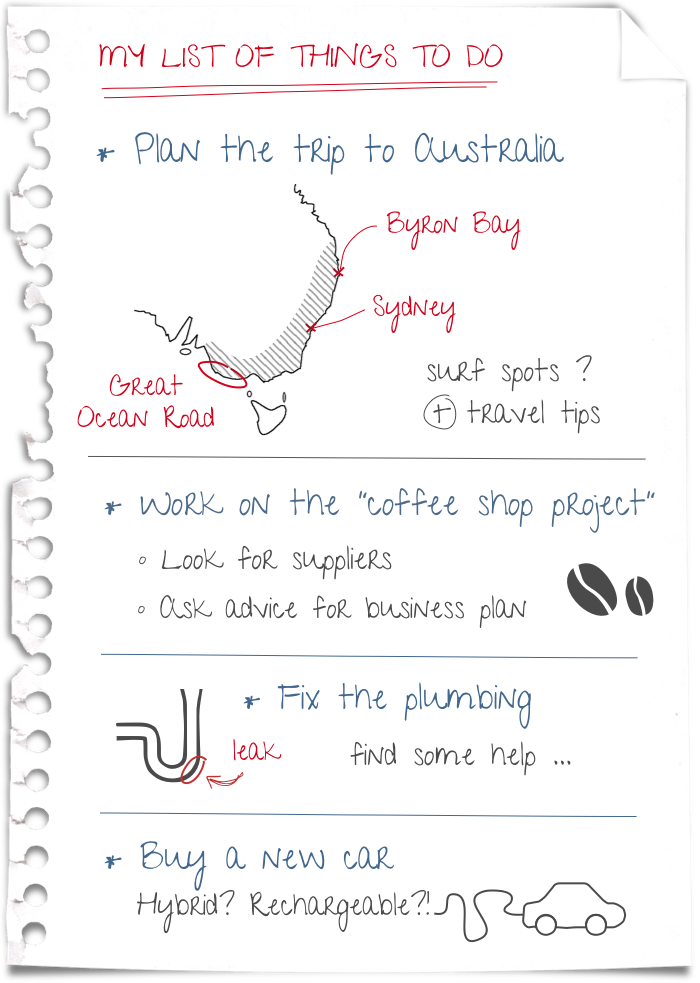 MY LIST OF THINGS TO DO
* Plan the trip to Australia
Byron Bay
Sydney
Great
Ocean Road
surf spots ?
+ travel tips
* Work on the "coffee shop project"
Look for suppliers
Ask advice for business plan
* Fix the plumbing
leak
find some help ...
* Buy a new car
Hybrid? Rechargeable?!